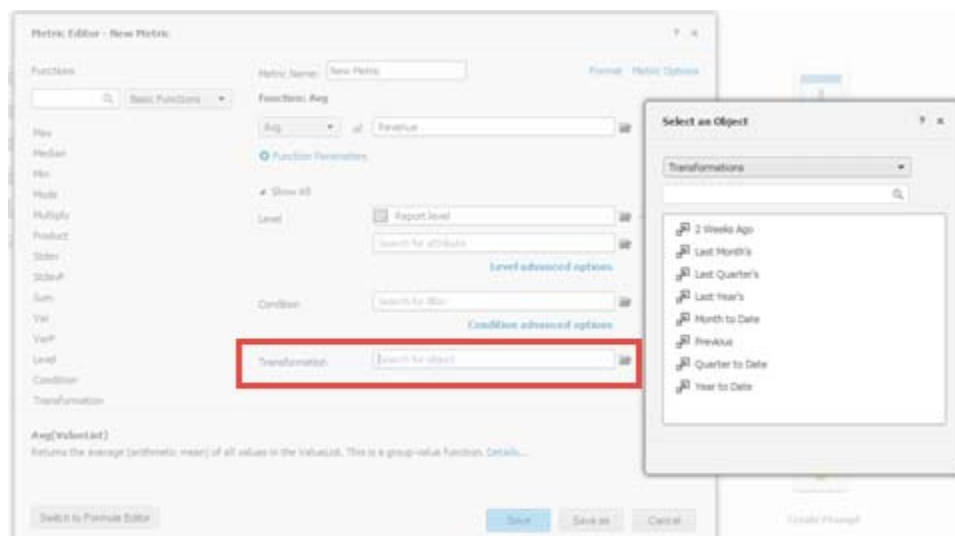 Metric Editor - New Metric
? x
Functions
Metric Name: New Metric
Format Metric Options
Basic Functions
Function: Avg
Avg of Revenue
Function Parameters
Show All
Level
Report level
Search for attribute
Level advanced options
Condition
Search for filter
Condition advanced options
Transformation
Search for object
Max
Median
Min
Mode
Multiply
Product
Stdev
StdevP
Sum
Var
VarP
Level
Condition
Transformation
Avg(ValueList)
Returns the average (arithmetic mean) of all values in the ValueList. This is a group-value function. Details...
Switch to Formula Editor
Save
Save as
Cancel
Select an Object
? x
Transformations
2 Weeks Ago
Last Month's
Last Quarter's
Last Year's
Month to Date
Previous
Quarter to Date
Year to Date
Create Prompt